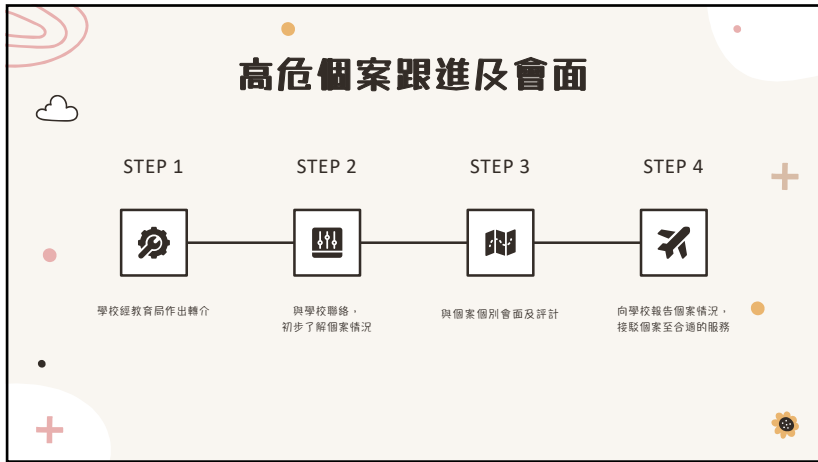 高危個案跟進及會面
STEP 1
STEP 2
STEP 3
STEP 4
學校經教育局作出轉介
與學校聯絡，
初步了解個案情況
與個案個別會面及評計
向學校報告個案情況，
接駁個案至合適的服務